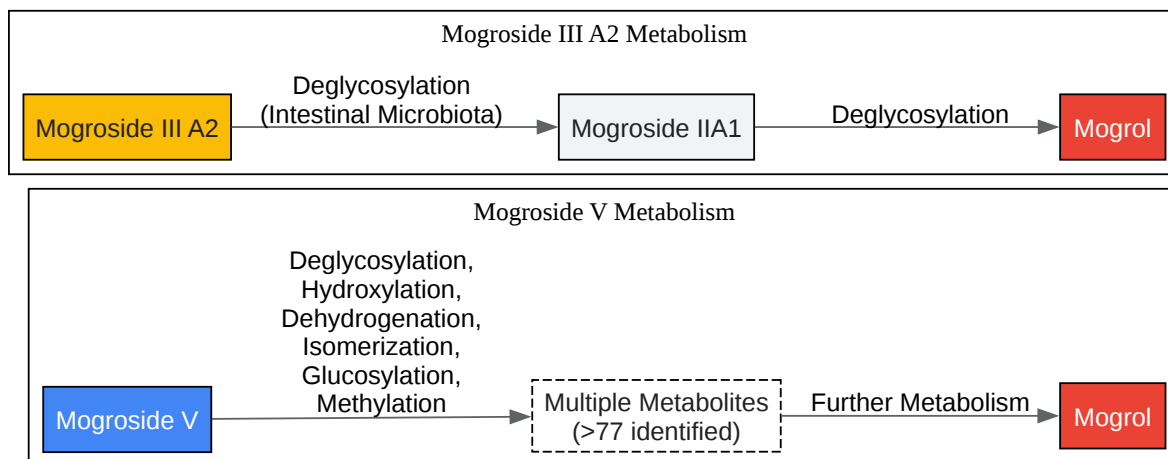 Mogroside III A2 Metabolism
Deglycosylation
(Intestinal Microbiota)
Mogroside III A2
Mogroside IIA1
Deglycosylation
Mogrol
Mogroside V Metabolism
Deglycosylation,
Hydroxylation,
Dehydrogenation,
Isomerization,
Glucosylation,
Methylation
Mogroside V
Multiple Metabolites
(>77 identified)
Further Metabolism
Mogrol